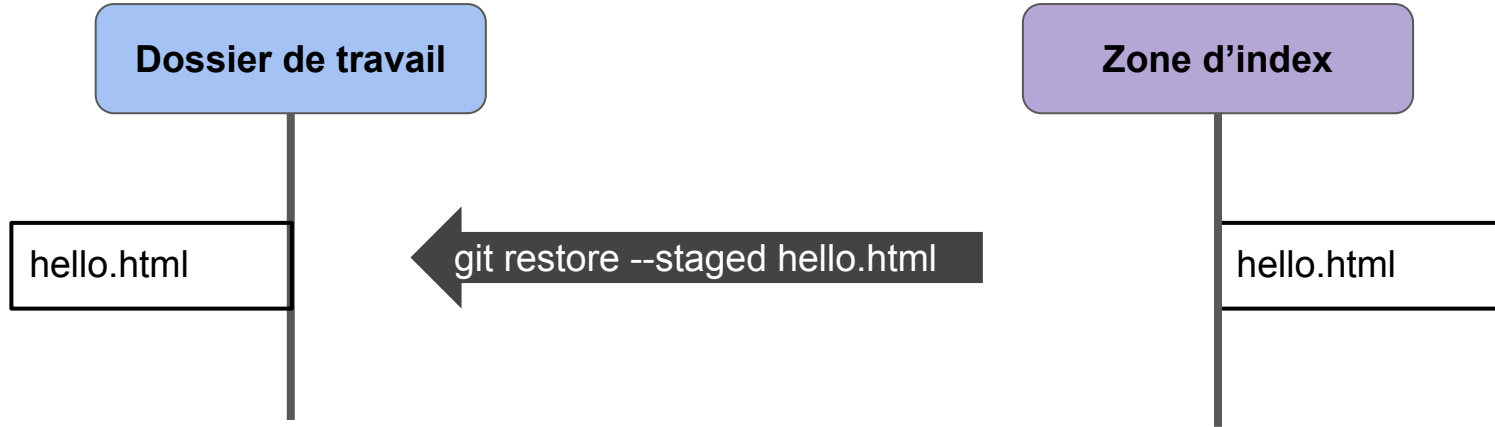 Dossier de travail
Zone d’index
hello.html
git restore --staged hello.html
hello.html